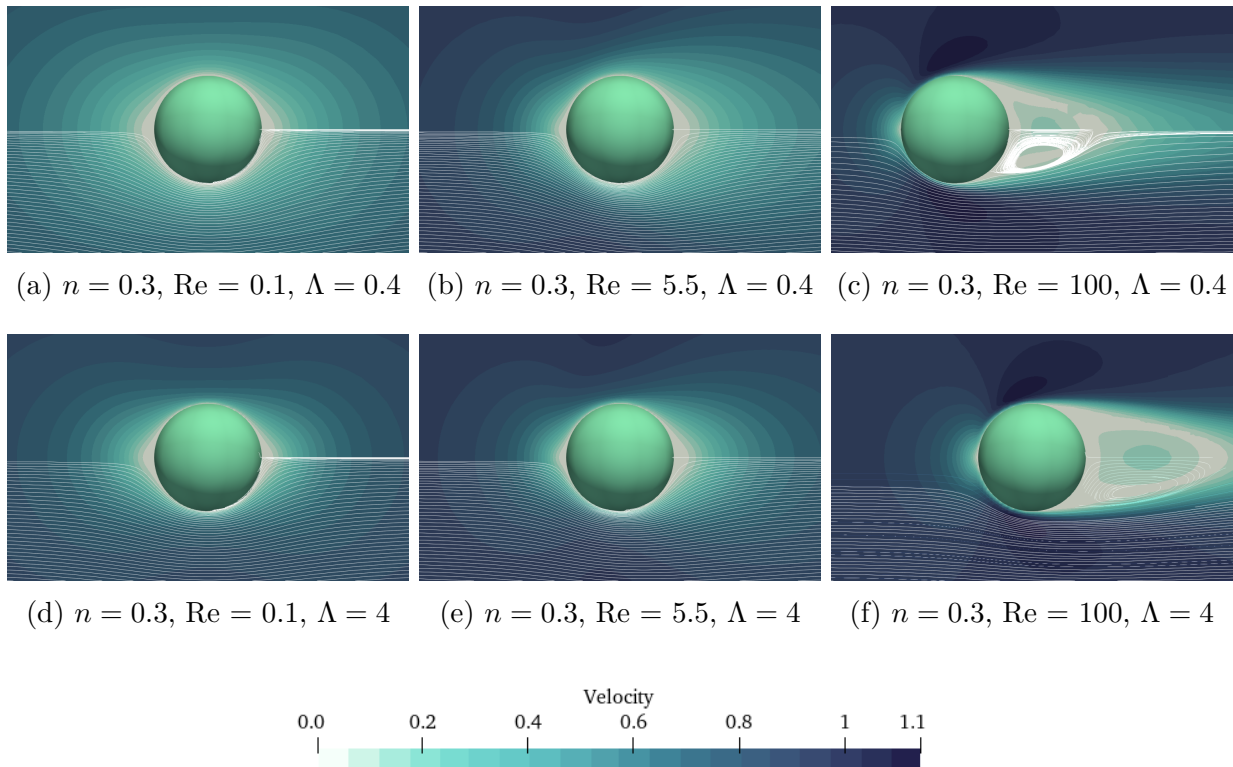 (a) n = 0.3, Re = 0.1, Λ = 0.4 (b) n = 0.3, Re = 5.5, Λ = 0.4 (c) n = 0.3, Re = 100, Λ = 0.4
(d) n = 0.3, Re = 0.1, Λ = 4 (e) n = 0.3, Re = 5.5, Λ = 4 (f) n = 0.3, Re = 100, Λ = 4
Velocity
0.0 0.2 0.4 0.6 0.8 1 1.1